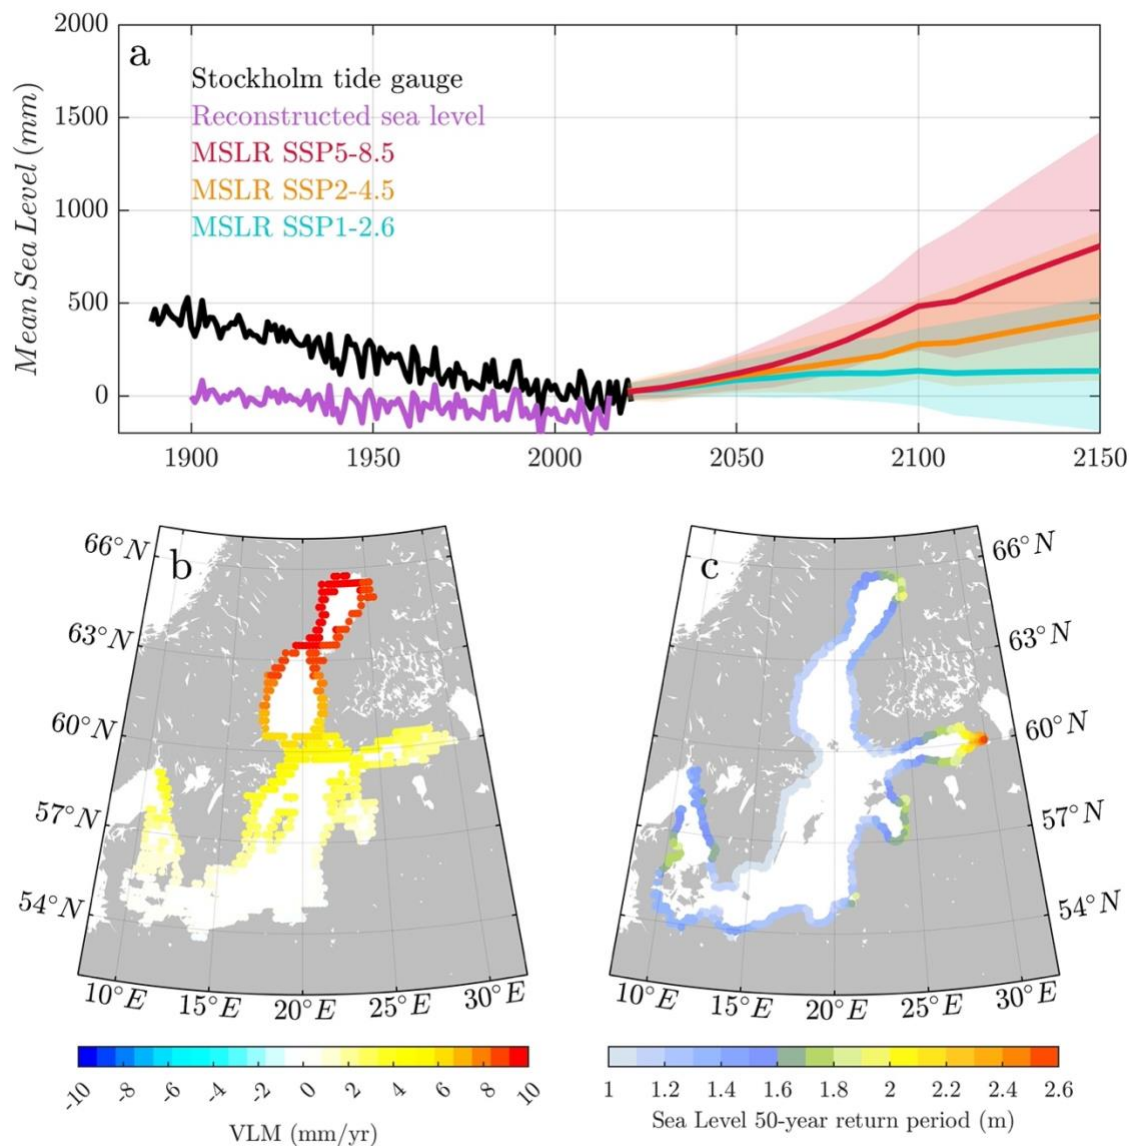 2000
a
Stockholm tide gauge
Reconstructed sea level
MSLR SSP5-8.5
MSLR SSP2-4.5
MSLR SSP1-2.6
Mean Sea Level (mm)
1500
1000
500
0
1900
1950
2000
2050
2100
2150
b
66°N
63°N
60°N
57°N
54°N
10°E
15°E
20°E
25°E
30°E
-10
-8
-6
-4
-2
0
2
4
6
8
10
VLM (mm/yr)
c
66°N
63°N
60°N
57°N
54°N
10°E
15°E
20°E
25°E
30°E
1
1.2
1.4
1.6
1.8
2
2.2
2.4
2.6
Sea Level 50-year return period (m)